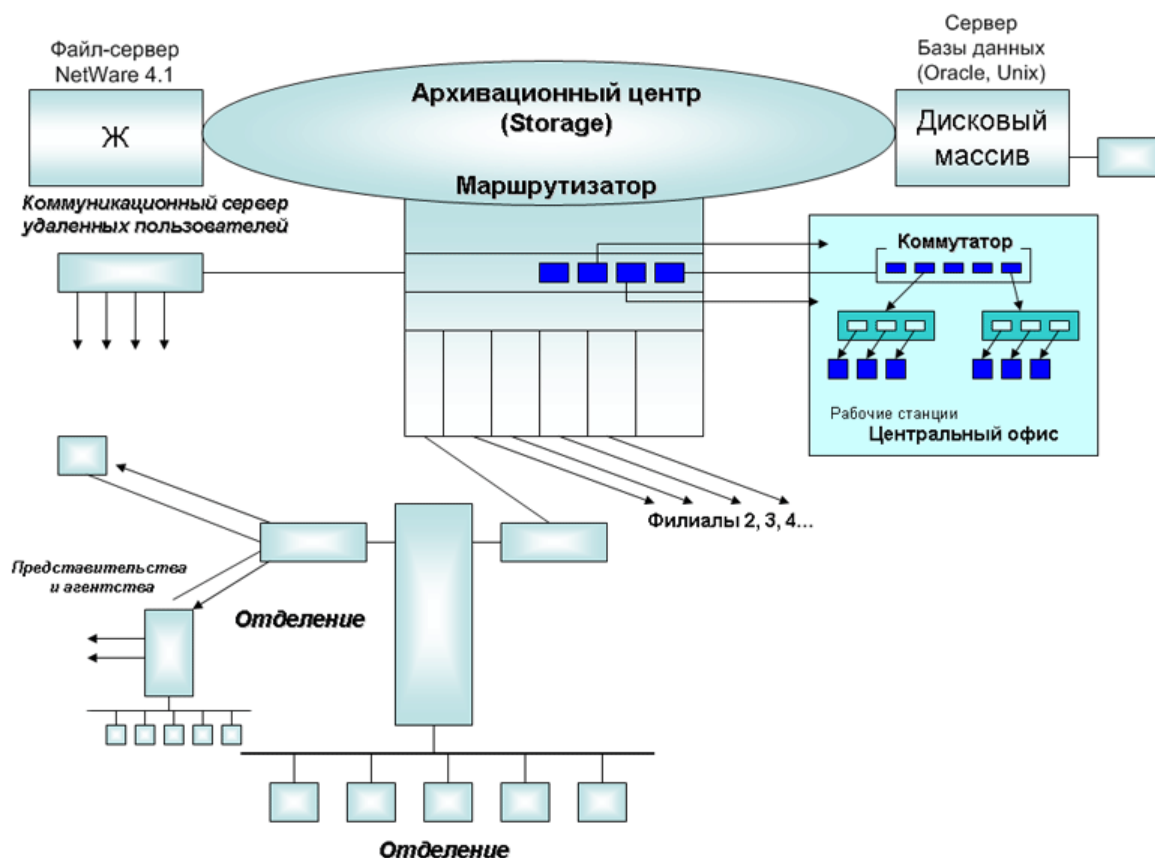 Файл-сервер
NetWare 4.1
Ж
Архивационный центр
(Storage)
Маршрутизатор
Сервер
Базы данных
(Oracle, Unix)
Дисковый
массив
Коммуникационный сервер
удаленных пользователей
Коммутатор
Рабочие станции
Центральный офис
Филиалы 2, 3, 4...
Представительства
и агентства
Отделение
Отделение